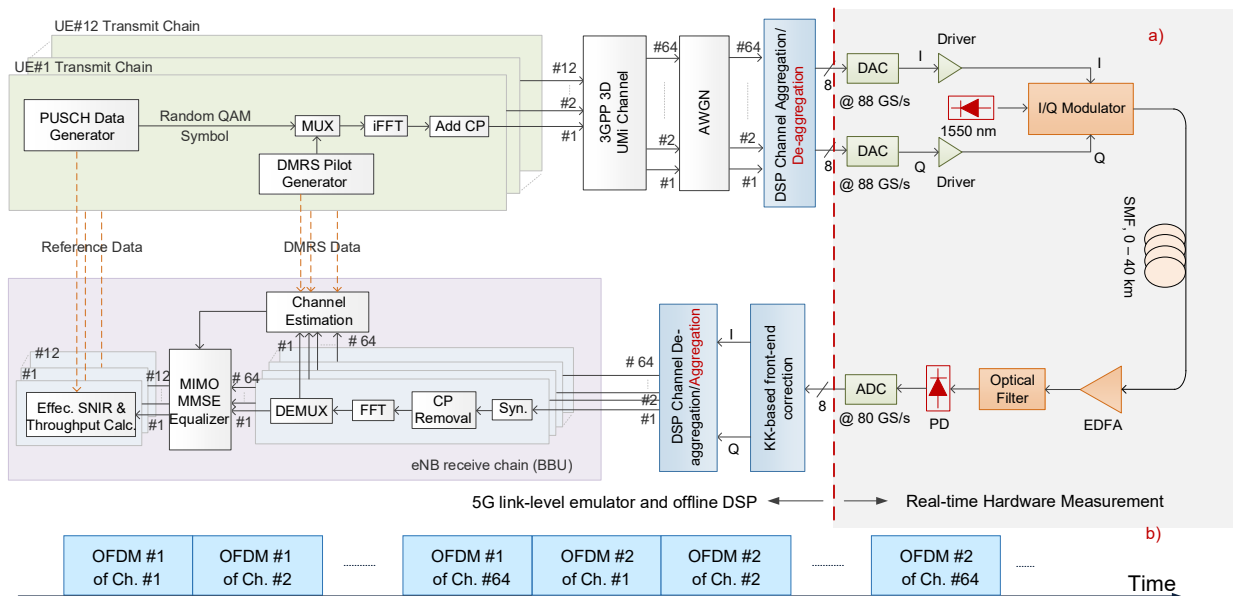 UE#12 Transmit Chain
UE#1 Transmit Chain
PUSCH Data
Generator
Random QAM
Symbol
MUX
iFFT
Add CP
DMRS Pilot
Generator
#12
#2
#1
3GPP 3D
UMi Channel
#64
#2
#1
AWGN
#64
#2
#1
DSP Channel Aggregation/
De-aggregation
8
8
DAC
@ 88 GS/s
I
Driver
I
1550 nm
I/Q Modulator
DAC
@ 88 GS/s
Q
Driver
Q
a)
SMF, 0 – 40 km
Reference Data
DMRS Data
Channel
Estimation
#1
# 64
#12
#1
Effec. SNIR &
Throughput Calc.
#12
#1
MIMO
MMSE
Equalizer
# 64
#1
DEMUX
FFT
CP
Removal
Syn.
eNB receive chain (BBU)
# 64
#2
#1
DSP Channel De-
aggregation/Aggregation
I
Q
KK-based front-end
correction
8
ADC
@ 80 GS/s
PD
Optical
Filter
EDFA
5G link-level emulator and offline DSP
Real-time Hardware Measurement
b)
OFDM #1
of Ch. #1
OFDM #1
of Ch. #2
OFDM #1
of Ch. #64
OFDM #2
of Ch. #1
OFDM #2
of Ch. #2
OFDM #2
of Ch. #64
Time